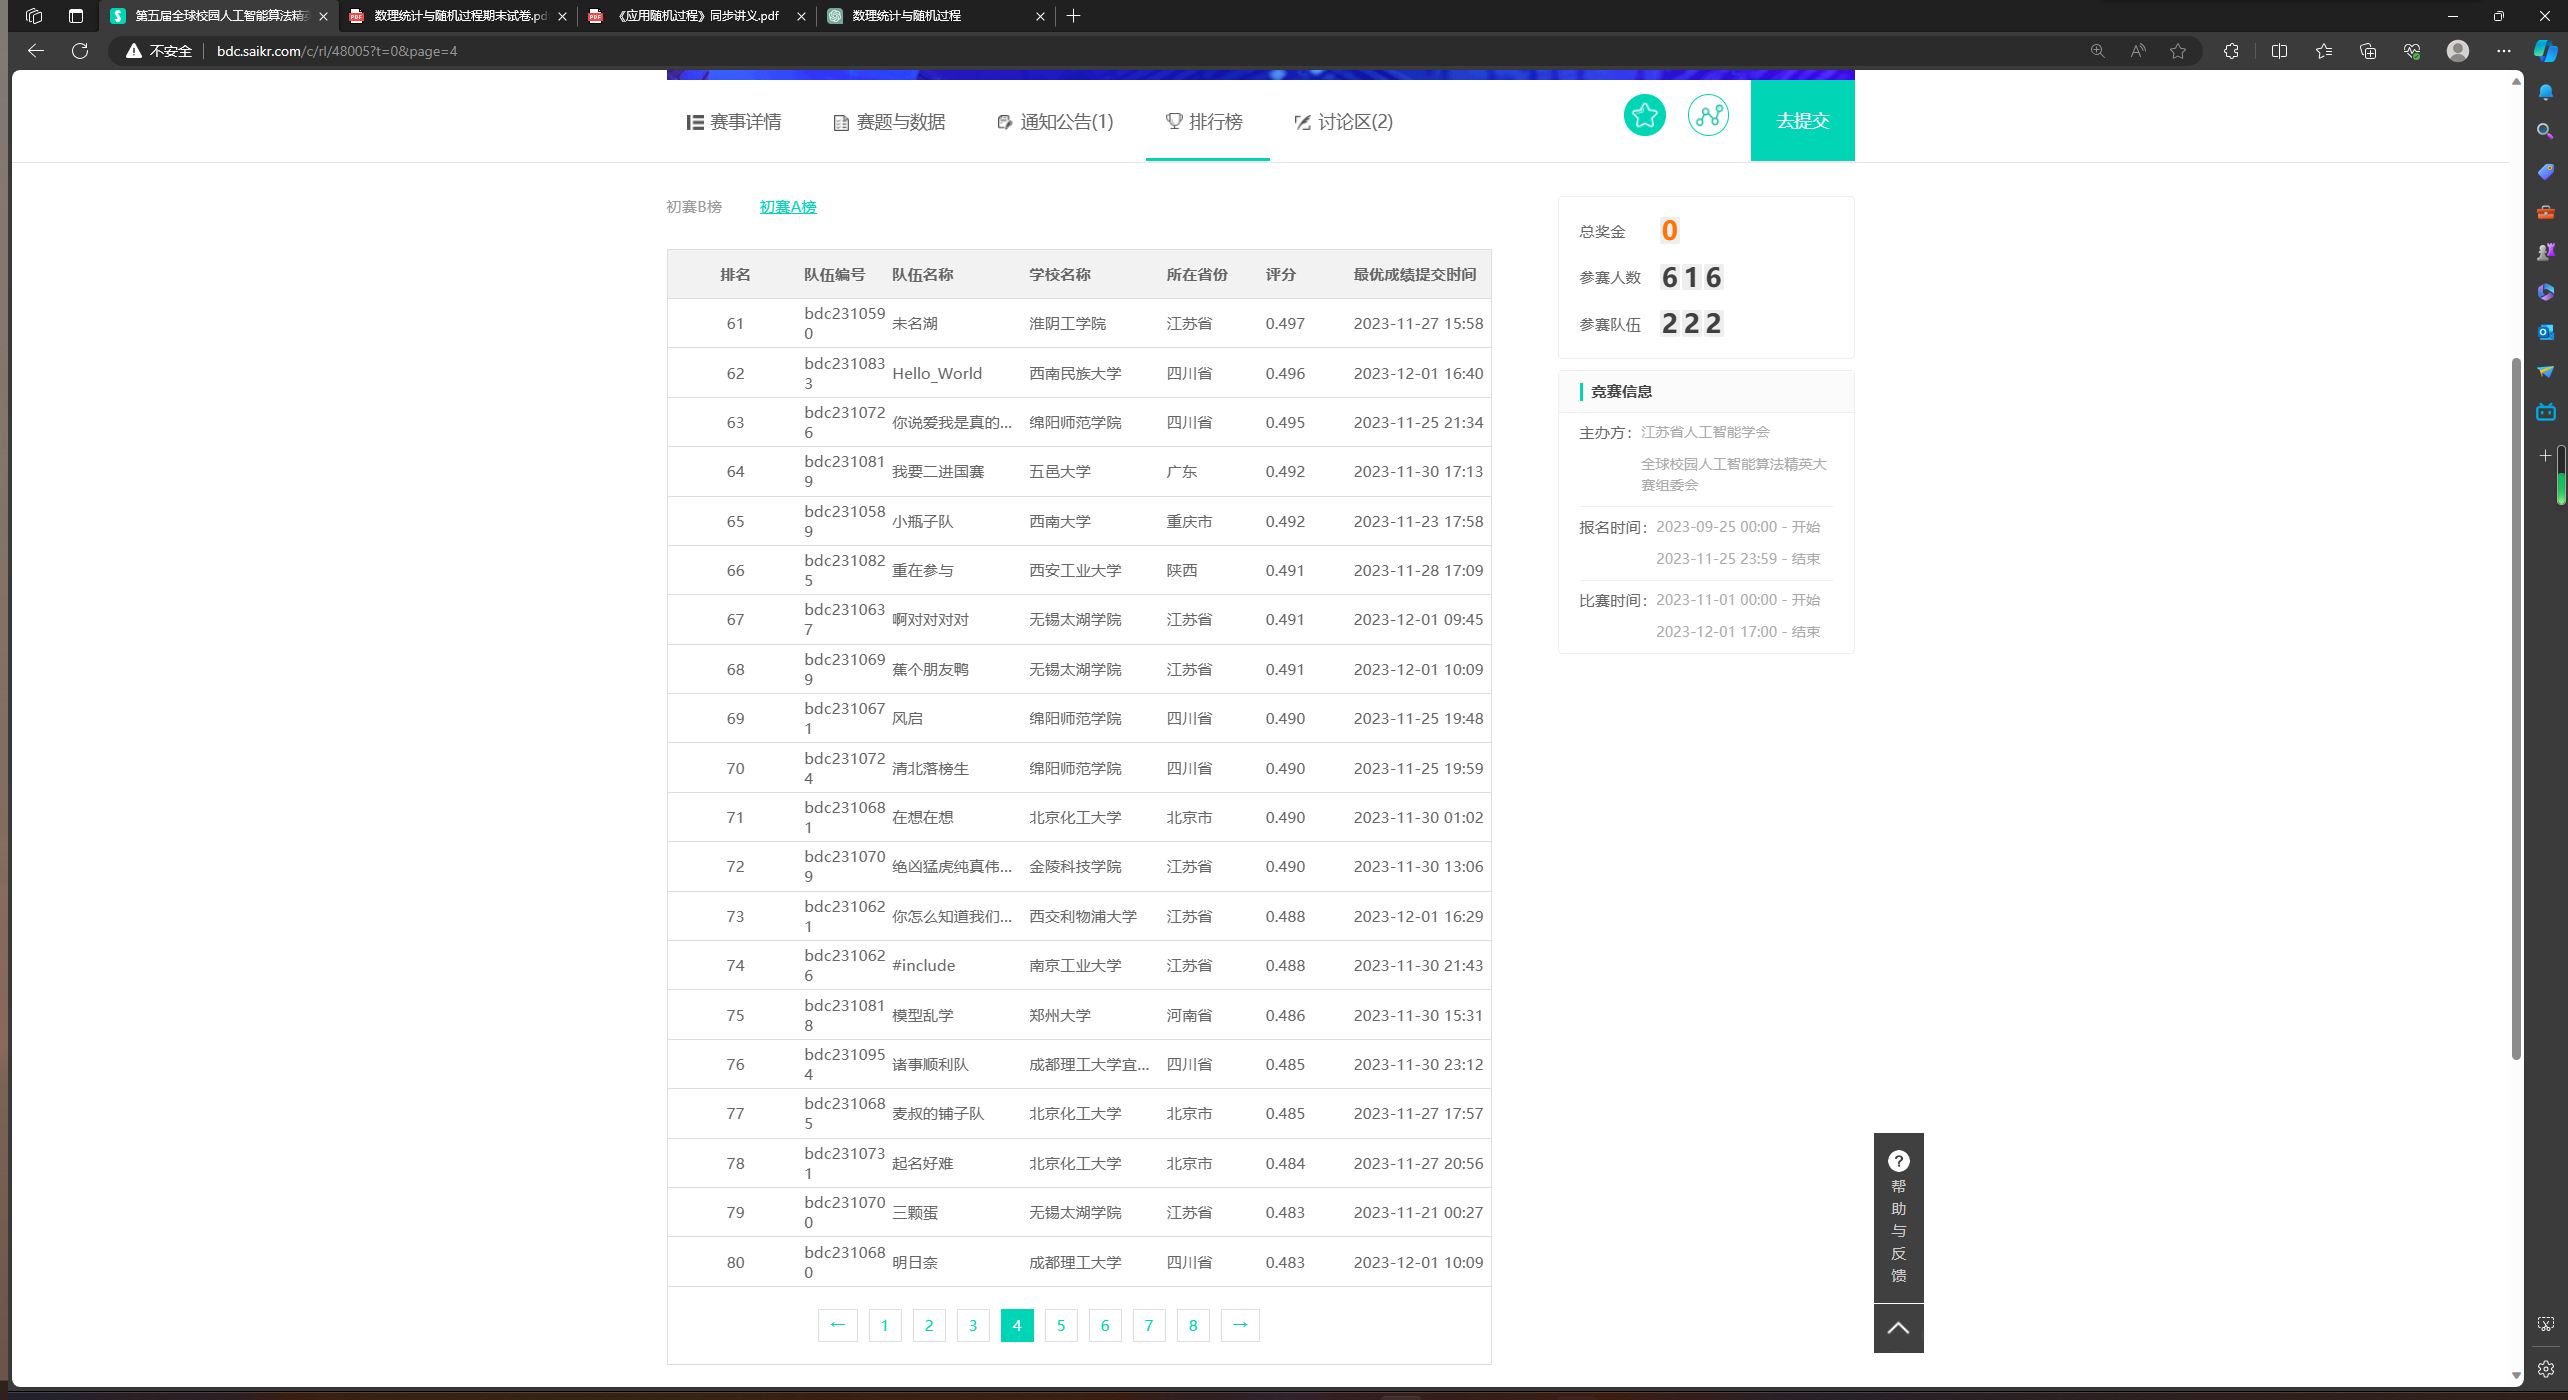 第五届全球校园人工智能算法精英
数理统计与随机过程期末试卷.pd
《应用随机过程》同步讲义.pdf
数理统计与随机过程
不安全
bdc.saikr.com/c/rl/48005?t=0&page=4
赛事详情
赛题与数据
通知公告(1)
排行榜
讨论区(2)
去提交
初赛B榜
初赛A榜
排名 队伍编号 队伍名称 学校名称 所在省份 评分 最优成绩提交时间
61 bdc2310590 未名湖 淮阴工学院 江苏省 0.497 2023-11-27 15:58
62 bdc2310833 Hello_World 西南民族大学 四川省 0.496 2023-12-01 16:40
63 bdc2310726 你说爱我是真的... 绵阳师范学院 四川省 0.495 2023-11-25 21:34
64 bdc2310819 我要二进国赛 五邑大学 广东 0.492 2023-11-30 17:13
65 bdc2310589 小瓶子队 西南大学 重庆市 0.492 2023-11-23 17:58
66 bdc2310825 重在参与 西安工业大学 陕西 0.491 2023-11-28 17:09
67 bdc2310637 啊对对对对 无锡太湖学院 江苏省 0.491 2023-12-01 09:45
68 bdc2310699 蕉个朋友鸭 无锡太湖学院 江苏省 0.491 2023-12-01 10:09
69 bdc2310671 风启 绵阳师范学院 四川省 0.490 2023-11-25 19:48
70 bdc2310724 清北落榜生 绵阳师范学院 四川省 0.490 2023-11-25 19:59
71 bdc2310681 在想在想 北京化工大学 北京市 0.490 2023-11-30 01:02
72 bdc2310709 绝凶猛虎纯真伟... 金陵科技学院 江苏省 0.490 2023-11-30 13:06
73 bdc2310621 你怎么知道我们... 西交利物浦大学 江苏省 0.488 2023-12-01 16:29
74 bdc2310626 #include 南京工业大学 江苏省 0.488 2023-11-30 21:43
75 bdc2310818 模型乱学 郑州大学 河南省 0.486 2023-11-30 15:31
76 bdc2310954 诸事顺利队 成都理工大学宜... 四川省 0.485 2023-11-30 23:12
77 bdc2310685 麦叔的铺子队 北京化工大学 北京市 0.485 2023-11-27 17:57
78 bdc2310731 起名好难 北京化工大学 北京市 0.484 2023-11-27 20:56
79 bdc2310700 三颗蛋 无锡太湖学院 江苏省 0.483 2023-11-21 00:27
80 bdc2310680 明日奈 成都理工大学 四川省 0.483 2023-12-01 10:09
← 1 2 3 4 5 6 7 8 →
总奖金 0
参赛人数 616
参赛队伍 222
竞赛信息
主办方: 江苏省人工智能学会
全球校园人工智能算法精英大
赛组委会
报名时间: 2023-09-25 00:00 - 开始
2023-11-25 23:59 - 结束
比赛时间: 2023-11-01 00:00 - 开始
2023-12-01 17:00 - 结束
帮
助
与
反
馈